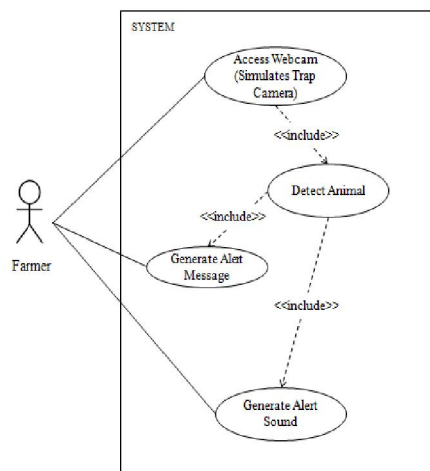 SYSTEM
Access Webcam
(Simulates Trap
Camera)
<<include>>
Detect Animal
<<include>>
Generate Alert
Message
Farmer
<<include>>
Generate Alert
Sound